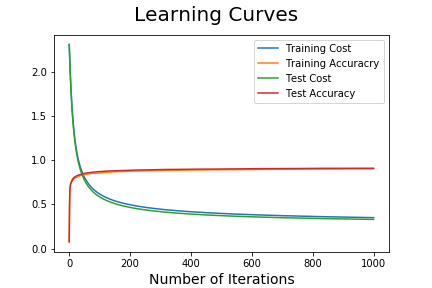 Learning Curves
Training Cost
Training Accuracry
Test Cost
Test Accuracy
2.0
1.5
1.0
0.5
0.0
0 200 400 600 800 1000
Number of Iterations